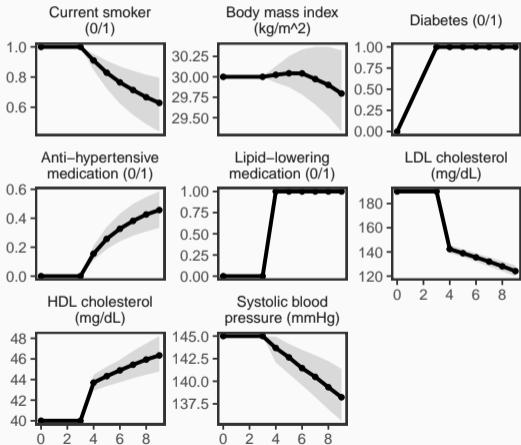 Current smoker
(0/1)
1.0
0.8
0.6
Body mass index
(kg/m^2)
30.25
30.00
29.75
29.50
Diabetes (0/1)
1.00
0.75
0.50
0.25
0.00
Anti−hypertensive
medication (0/1)
0.6
0.4
0.2
0.0
Lipid−lowering
medication (0/1)
1.00
0.75
0.50
0.25
0.00
LDL cholesterol
(mg/dL)
180
160
140
120
0 2 4 6 8
HDL cholesterol
(mg/dL)
48
46
44
42
40
0 2 4 6 8
Systolic blood
pressure (mmHg)
145.0
142.5
140.0
137.5
0 2 4 6 8